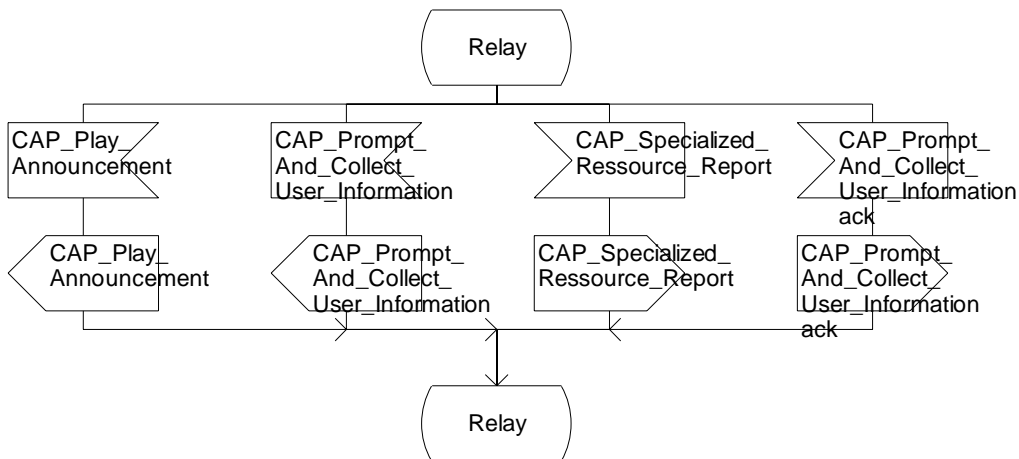 Relay
CAP_Play_
Announcement
CAP_Prompt_
And_Collect_
User_Information
CAP_Specialized_
Ressource_Report
CAP_Prompt_
And_Collect_
User_Information
ack
CAP_Play_
Announcement
CAP_Prompt_
And_Collect_
User_Information
CAP_Specialized_
Ressource_Report
CAP_Prompt_
And_Collect_
User_Information
ack
Relay